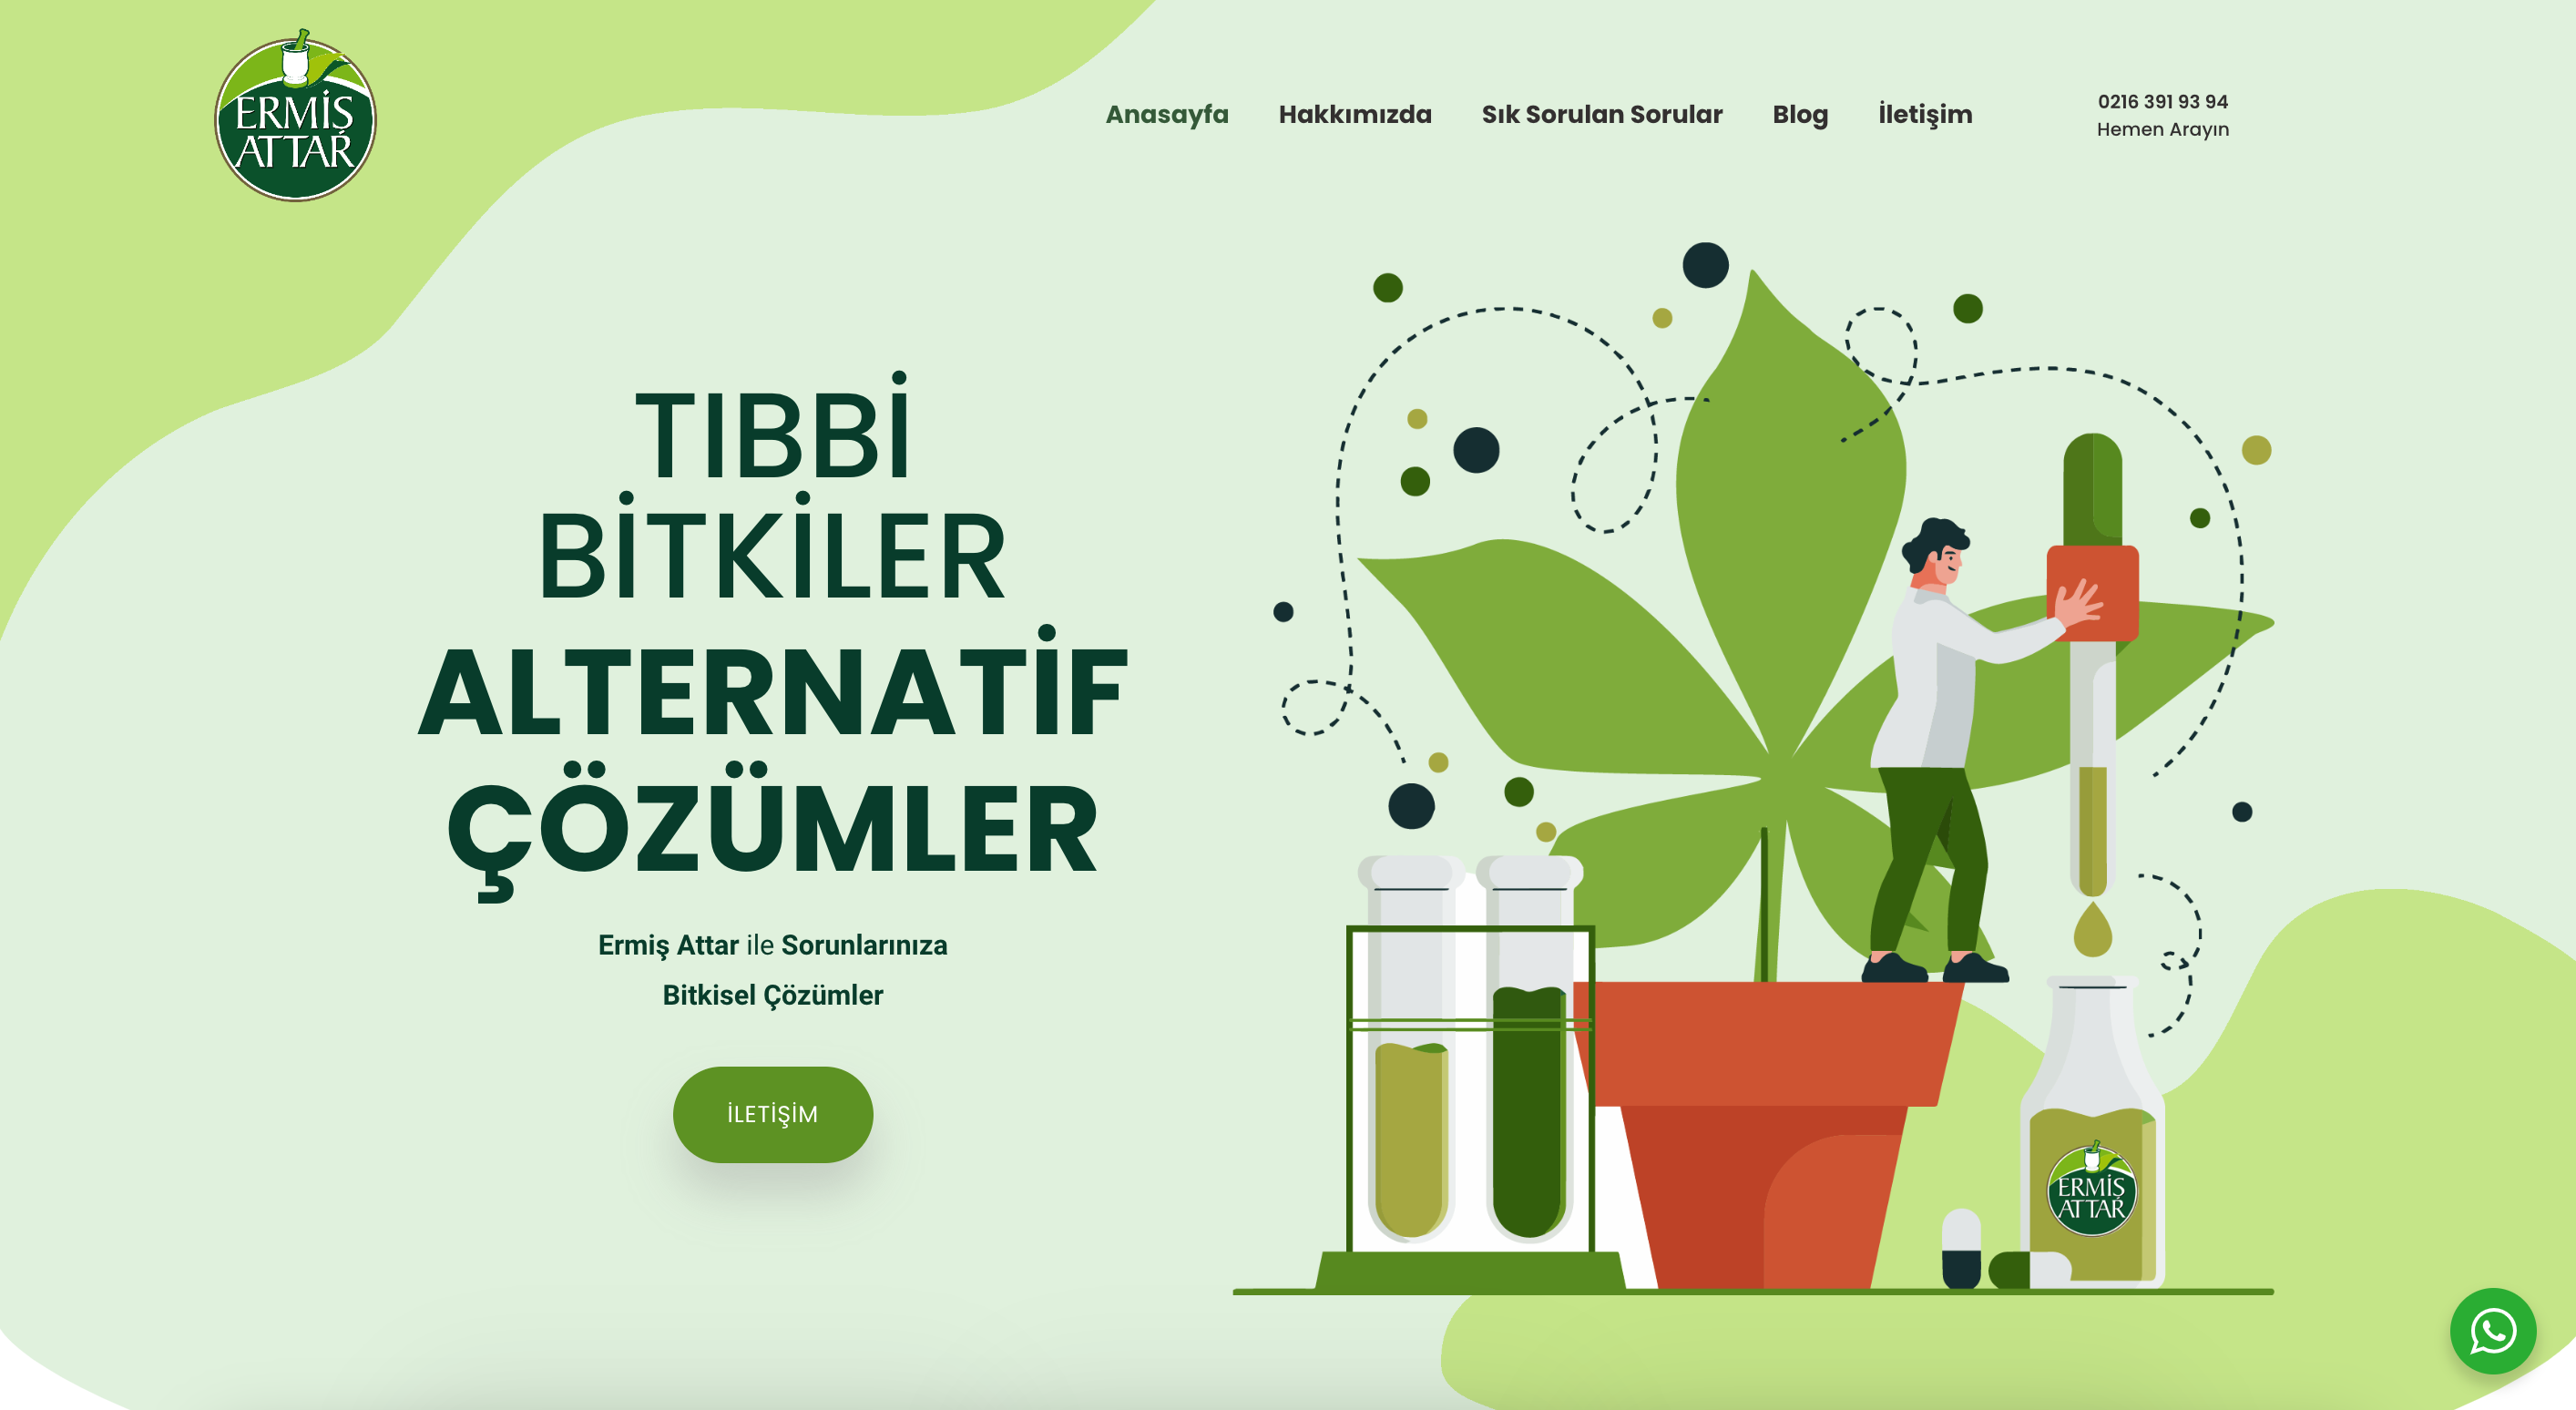 ERMİŞ
ATTAR
Anasayfa
Hakkımızda
Sık Sorulan Sorular
Blog
İletişim
0216 391 93 94
Hemen Arayın
TIBBİ
BİTKİLER
ALTERNATİF
ÇÖZÜMLER
Ermiş Attar ile Sorunlarınıza
Bitkisel Çözümler
İLETİŞİM
ERMİŞ
ATTAR